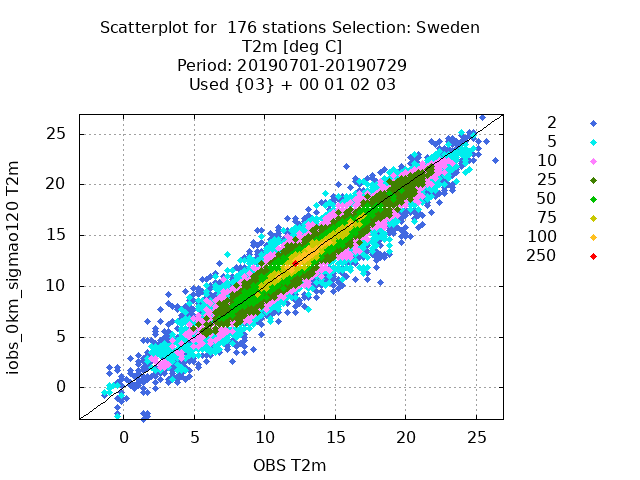 Scatterplot for  176 stations Selection: Sweden
T2m [deg C]
Period: 20190701-20190729
Used {03} + 00 01 02 03
iobs_0km_sigmao120 T2m
25
20
15
10
5
0
0 5 10 15 20 25
OBS T2m
2
5
10
25
50
75
100
250